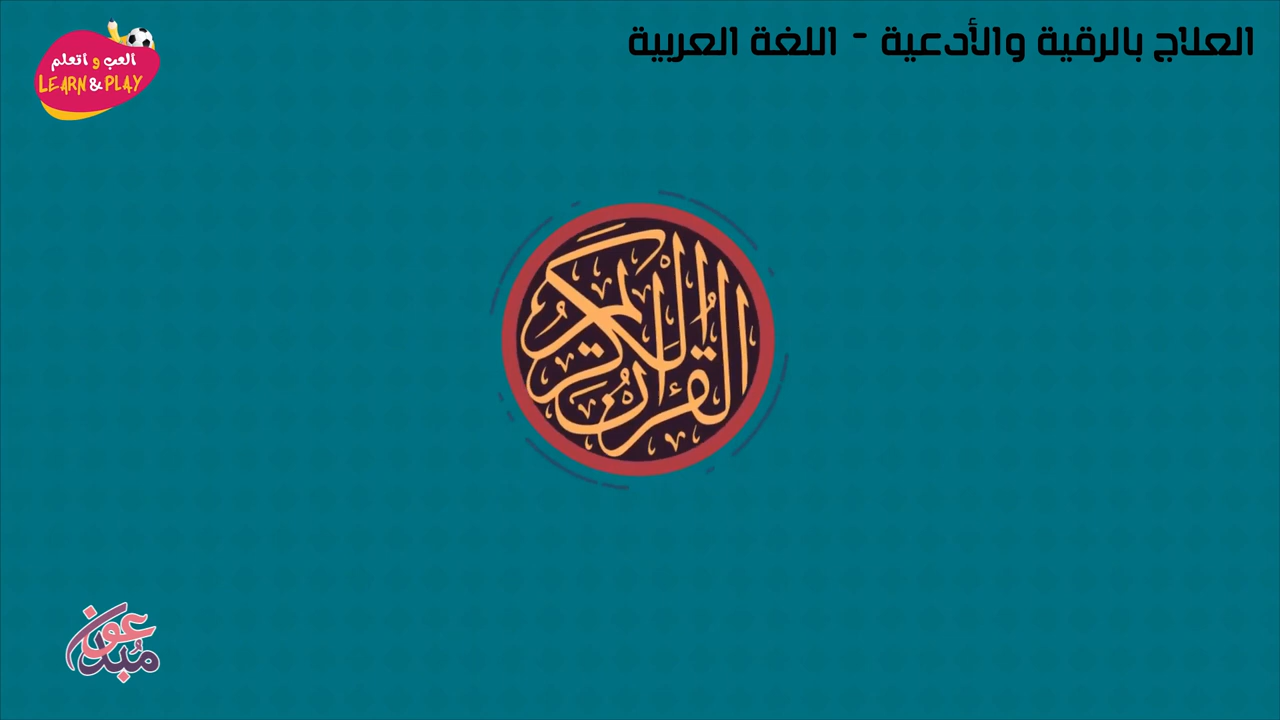 العلاج بالرقية والأدعية - اللغة العربية
العب و اتعلم
LEARN & PLAY
القرآن الكريم
مبدعون